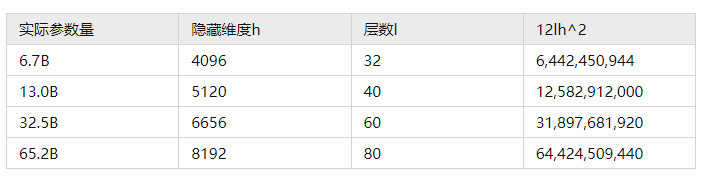 实际参数量 隐藏维度h 层数l 12lh^2
6.7B 4096 32 6,442,450,944
13.0B 5120 40 12,582,912,000
32.5B 6656 60 31,897,681,920
65.2B 8192 80 64,424,509,440